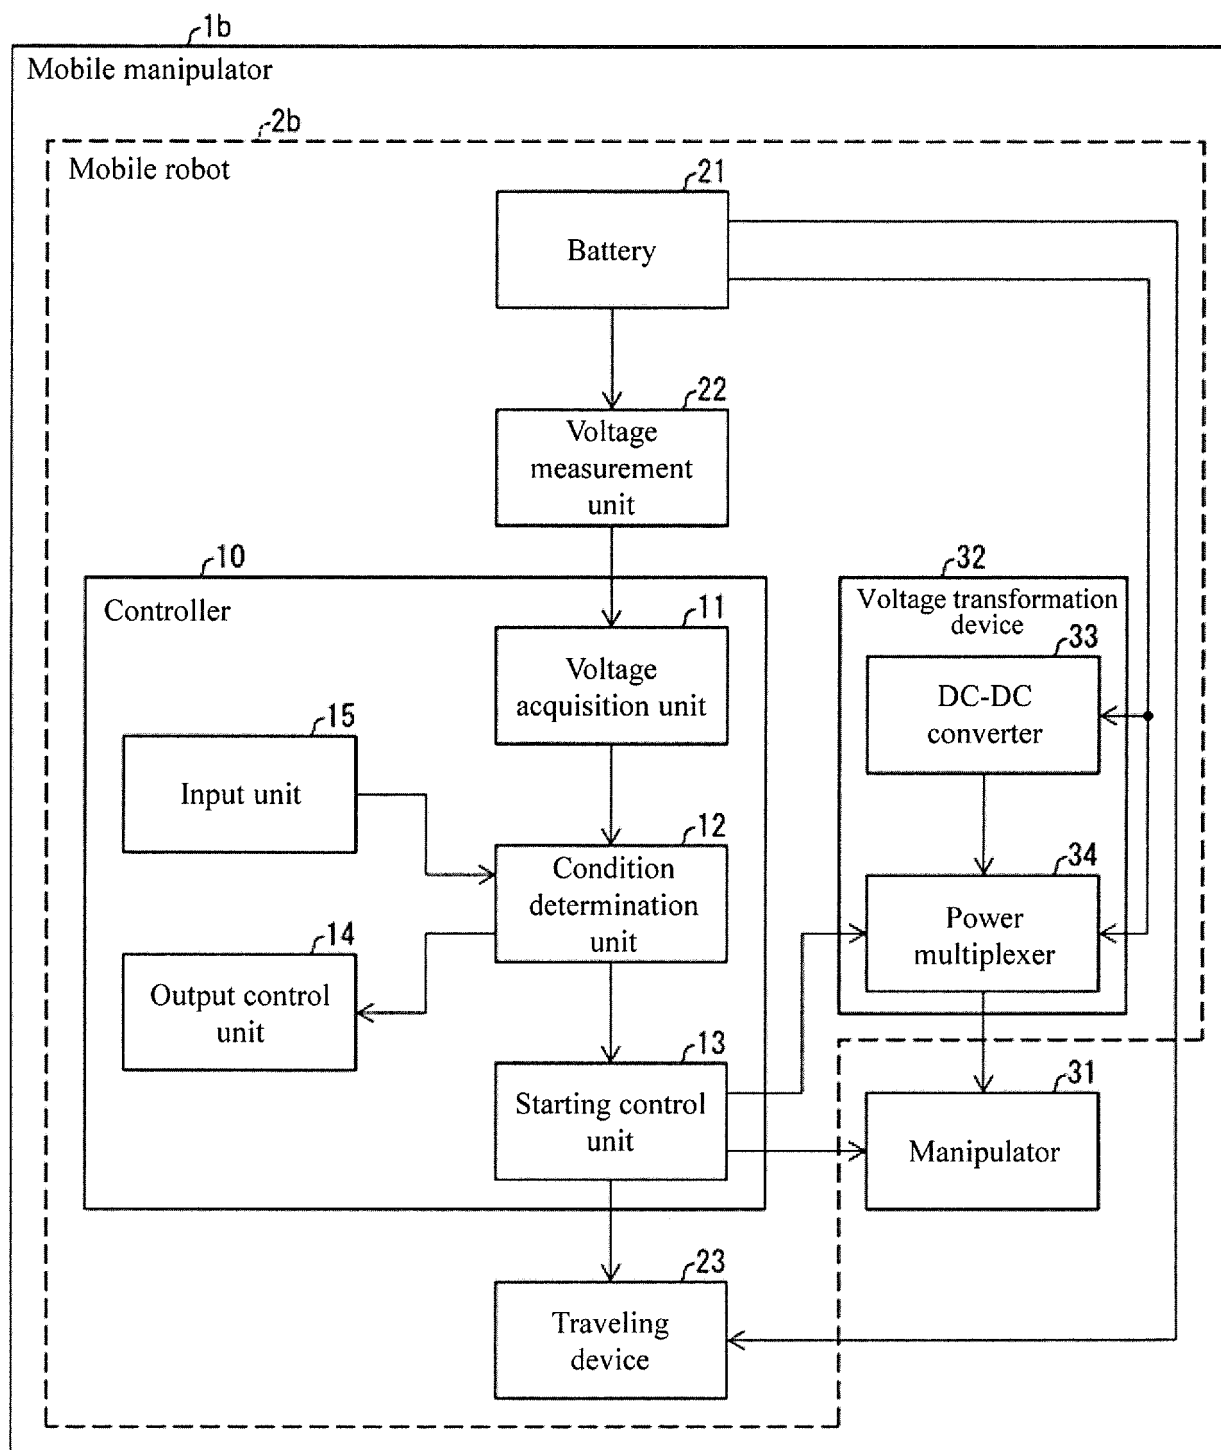 1b
Mobile manipulator
2b
Mobile robot
21
Battery
22
Voltage
measurement
unit
10
Controller
11
Voltage
acquisition unit
15
Input unit
12
Condition
determination
unit
14
Output control
unit
13
Starting control
unit
32
Voltage transformation
device
33
DC-DC
converter
34
Power
multiplexer
31
Manipulator
23
Traveling
device